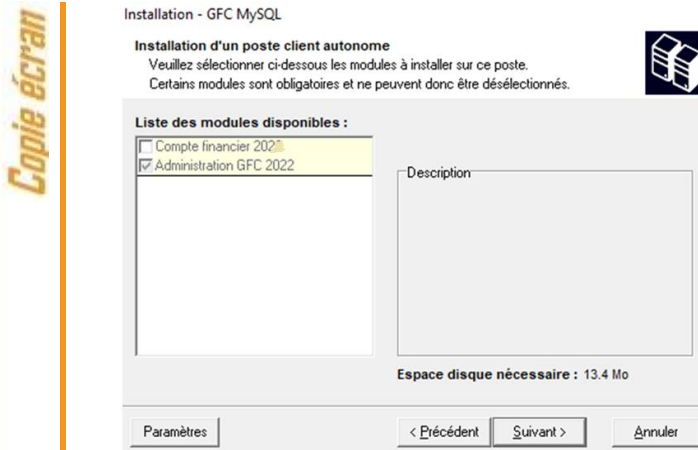 Copie écran
Installation - GFC MySQL
Installation d'un poste client autonome
Veuillez sélectionner ci-dessous les modules à installer sur ce poste.
Certains modules sont obligatoires et ne peuvent donc être désélectionnés.
Liste des modules disponibles :
Compte financier
Administration GFC 2022
Description
Espace disque nécessaire : 13.4 Mo
Paramètres
< Précédent
Suivant >
Annuler